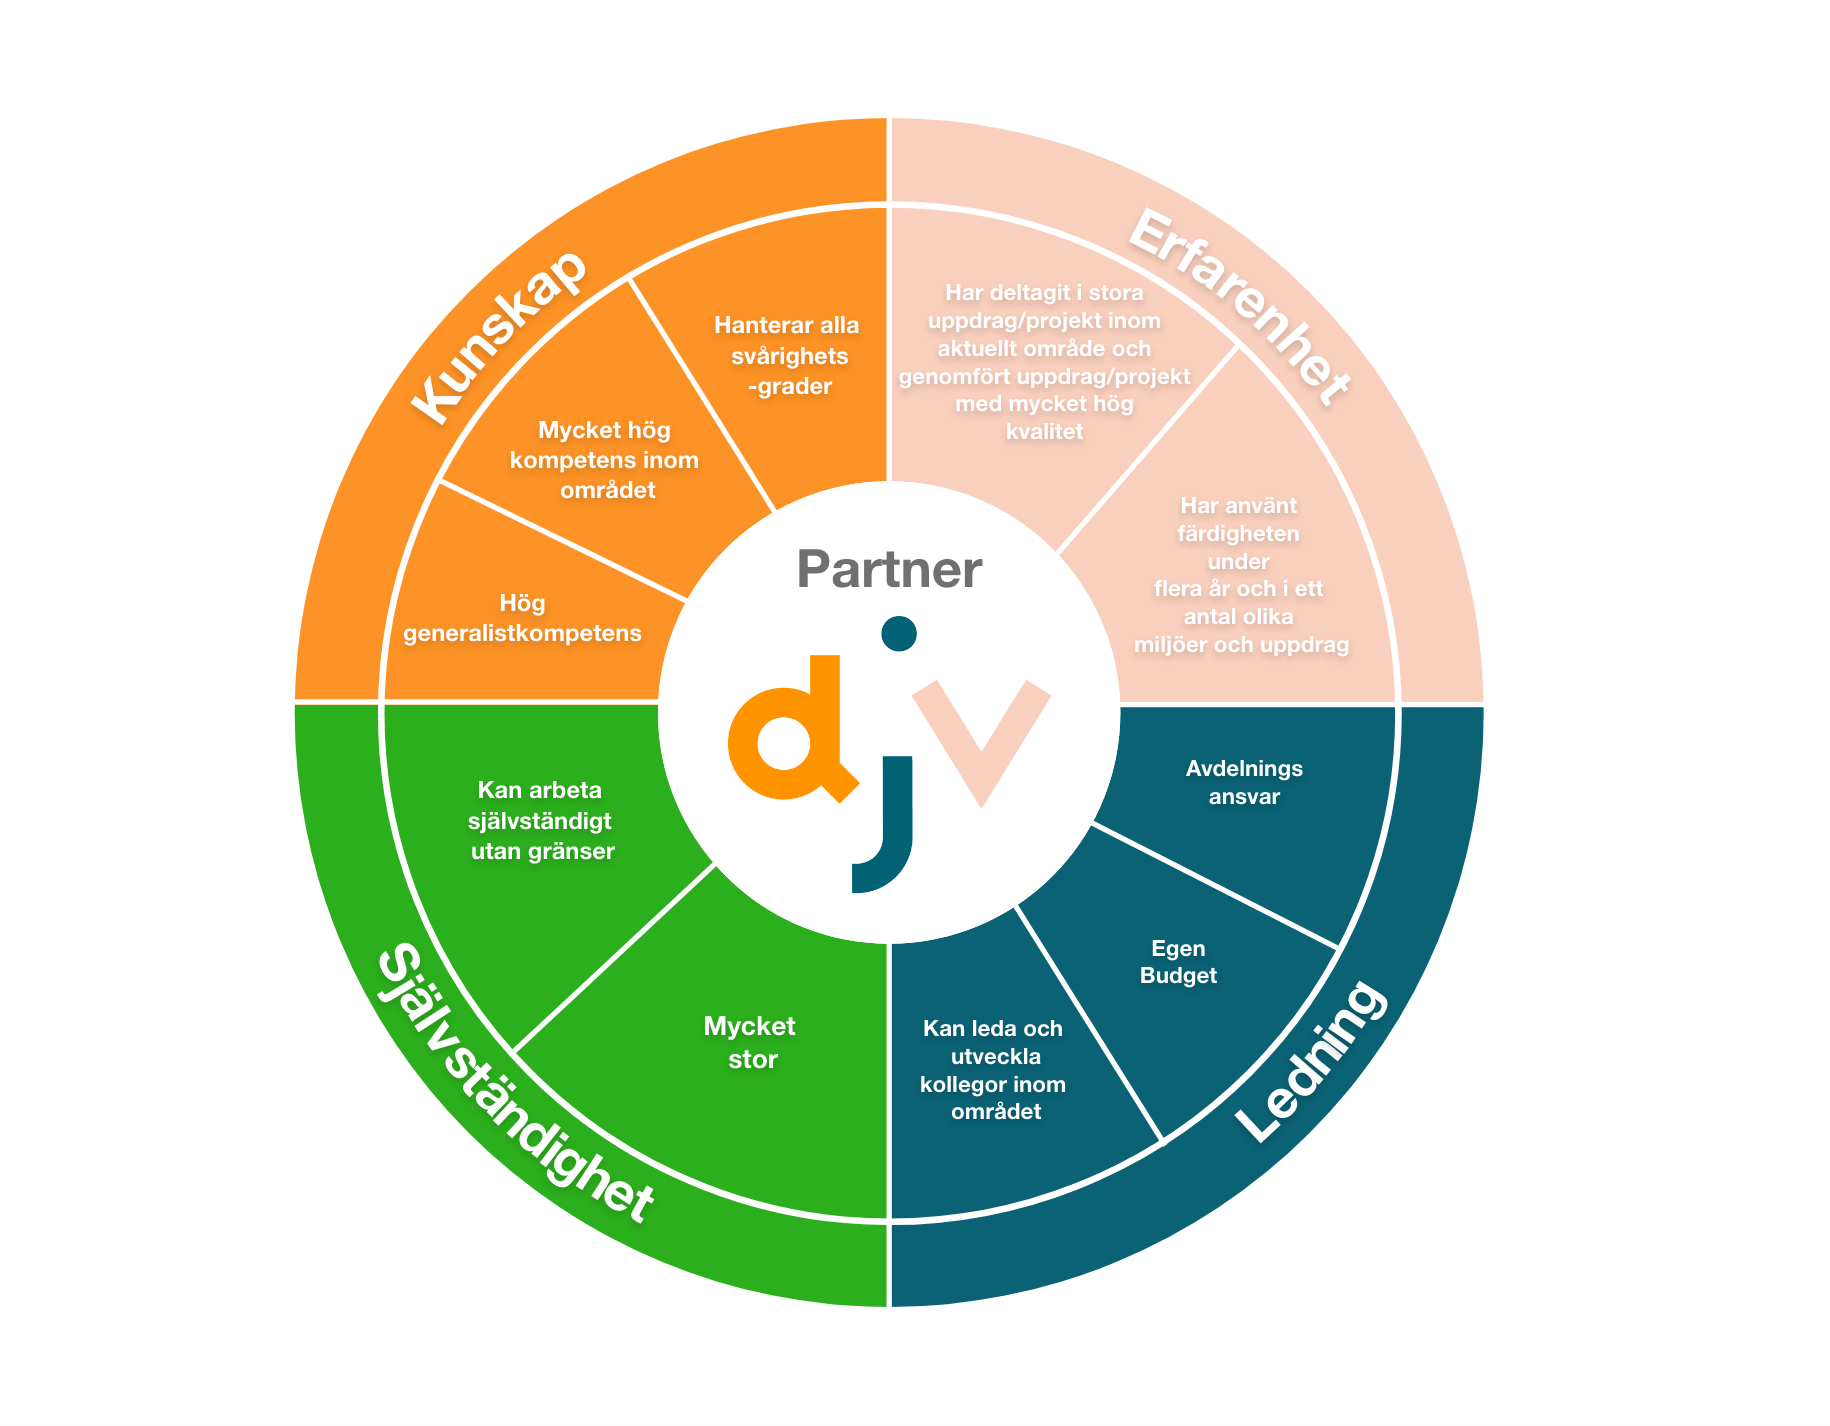 Kunskap
Hanterar alla
svårighets
-grader
Mycket hög
kompetens inom
området
Hög
generalistkompetens
Erfarenhet
Har deltagit i stora
uppdrag/projekt inom
aktuellt område och
genomfört uppdrag/projekt
med mycket hög
kvalitet
Har använt
färdigheten
under
flera år och i ett
antal olika
miljöer och uppdrag
Partner
djv
Kan arbeta
självständigt
utan gränser
Mycket
stor
Självständighet
Avdelnings
ansvar
Egen
Budget
Kan leda och
utveckla
kollegor inom
området
Ledning